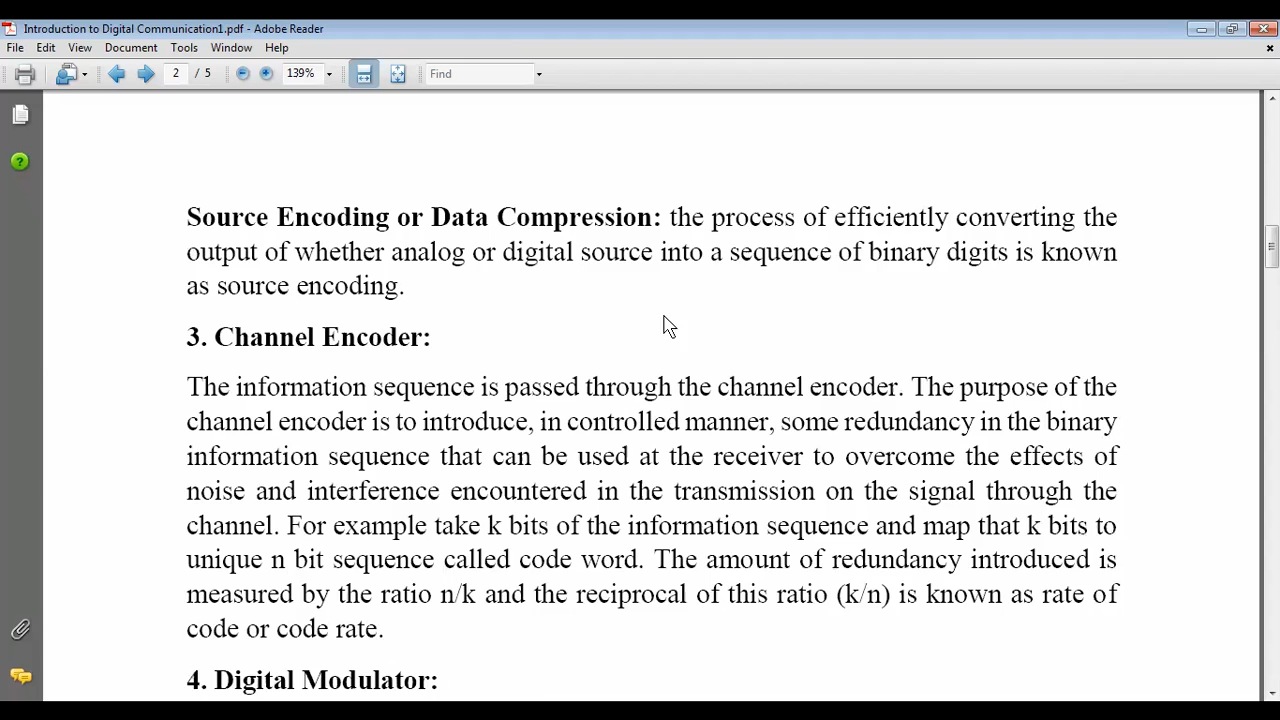 Introduction to Digital Communication1.pdf - Adobe Reader
File Edit View Document Tools Window Help
2 / 5 139% Find
Source Encoding or Data Compression: the process of efficiently converting the
output of whether analog or digital source into a sequence of binary digits is known
as source encoding.
3. Channel Encoder:
The information sequence is passed through the channel encoder. The purpose of the
channel encoder is to introduce, in controlled manner, some redundancy in the binary
information sequence that can be used at the receiver to overcome the effects of
noise and interference encountered in the transmission on the signal through the
channel. For example take k bits of the information sequence and map that k bits to
unique n bit sequence called code word. The amount of redundancy introduced is
measured by the ratio n/k and the reciprocal of this ratio (k/n) is known as rate of
code or code rate.
4. Digital Modulator: